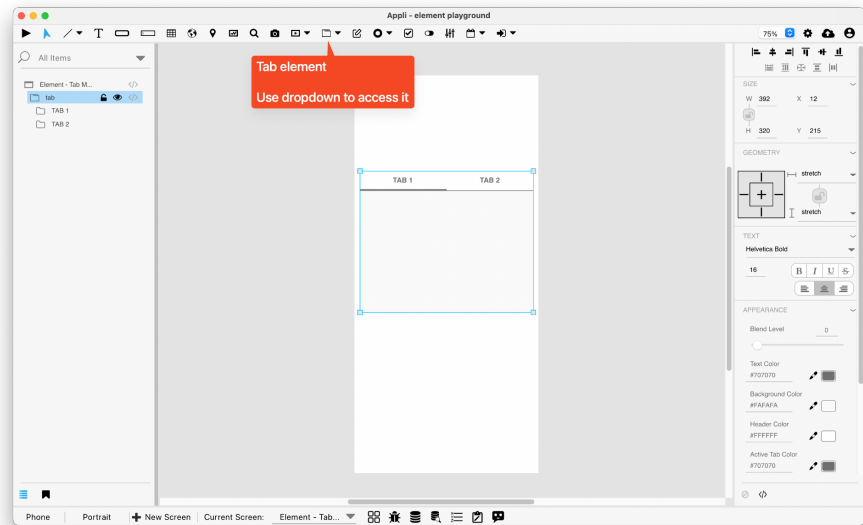 Appli - element playground
T
75%
All Items
Tab element
Use dropdown to access it
Element - Tab M...
</>
tab
</>
TAB 1
TAB 2
TAB 1
TAB 2
SIZE
W 392 X 12
H 320 Y 215
GEOMETRY
stretch
stretch
TEXT
Helvetica Bold
16
B I U S
APPEARANCE
Blend Level
0
Text Color
#707070
Background Color
#FAFAFA
Header Color
#FFFFFF
Active Tab Color
#707070
</>
Phone Portrait New Screen Current Screen: Element - Tab...